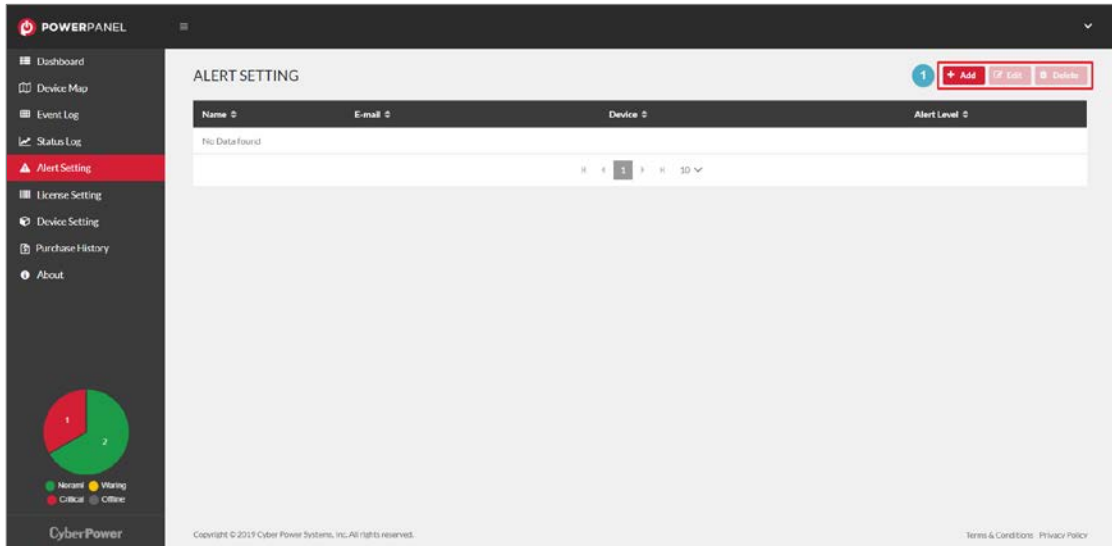 POWERPANEL
Dashboard
Device Map
Event Log
Status Log
Alert Setting
License Setting
Device Setting
Purchase History
About
ALERT SETTING
1 + Add Edit Delete
Name E-mail Device Alert Level
No Data found
1 10
1
2
Noraml Waring
Critical Offline
CyberPower
Copyright © 2019 Cyber Power Systems, Inc. All rights reserved.
Terms & Conditions Privacy Policy